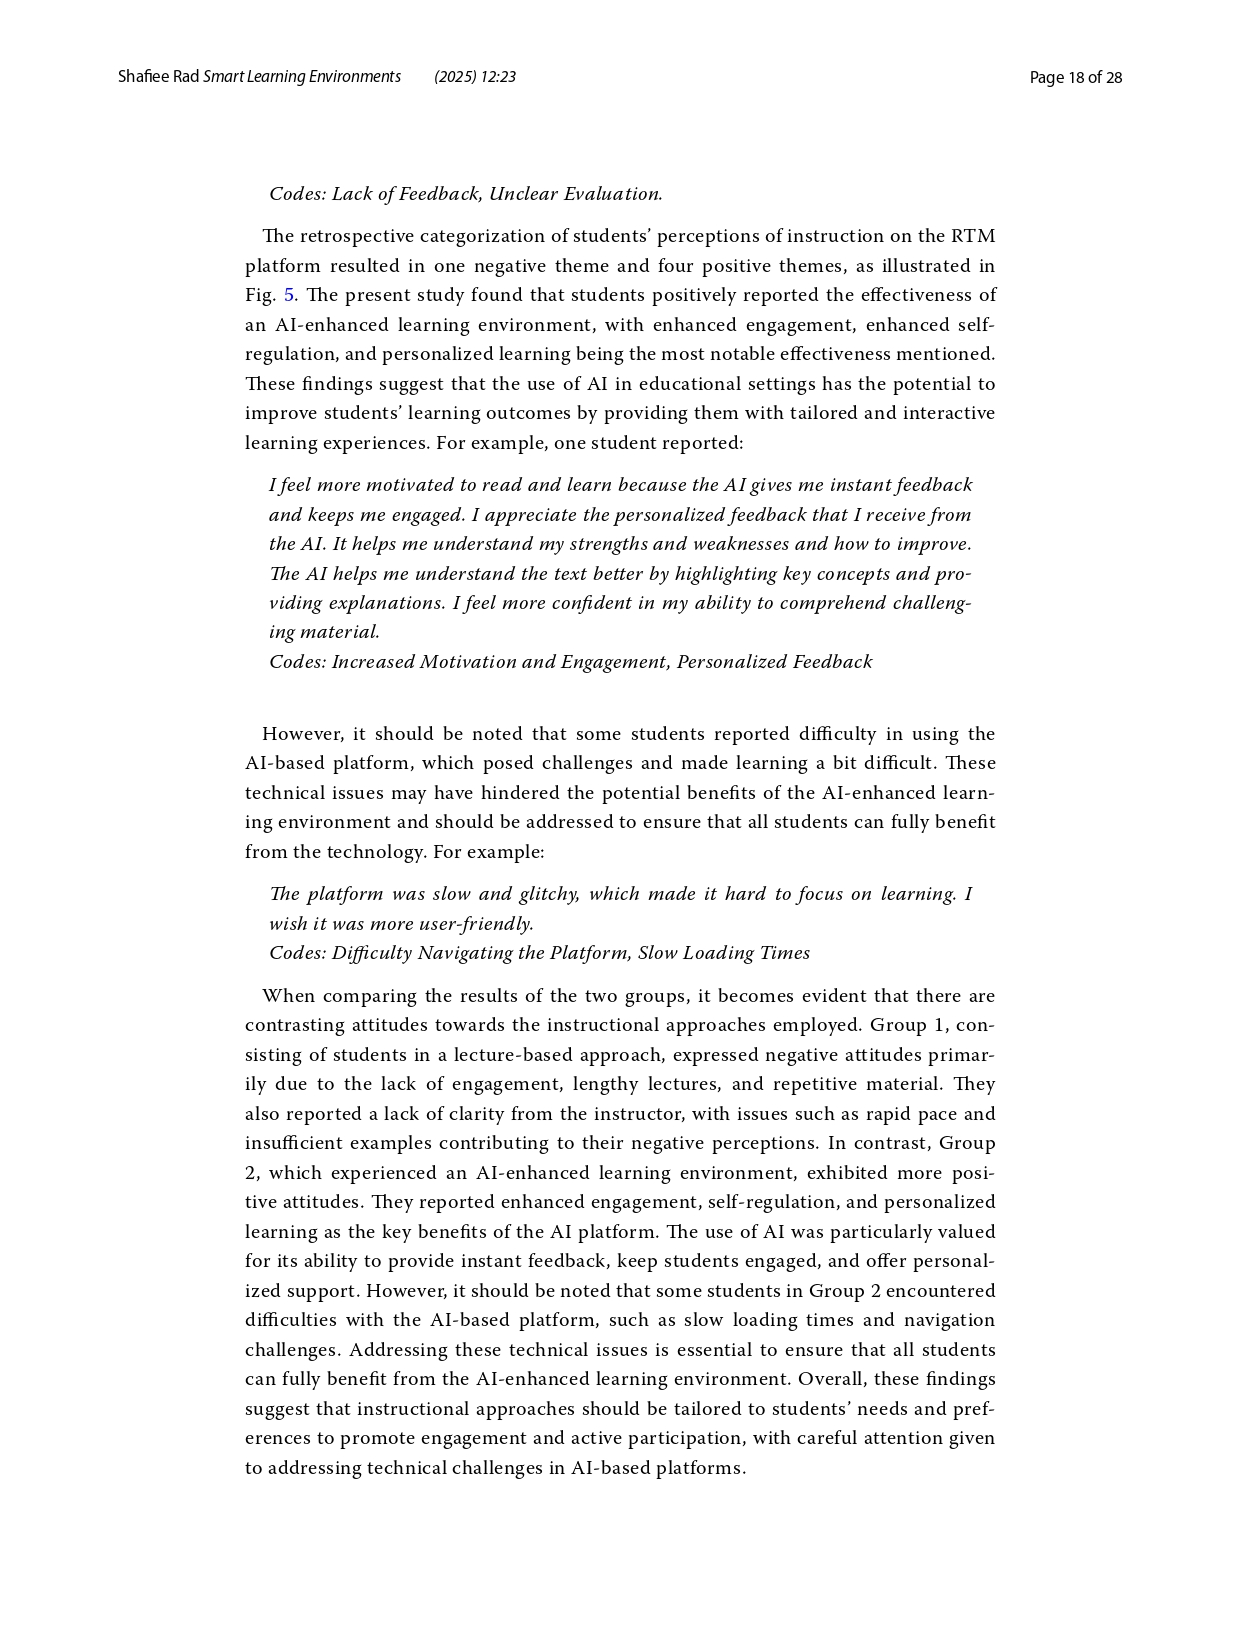 Shafiee Rad Smart Learning Environments (2025) 12:23
Page 18 of 28
Codes: Lack of Feedback, Unclear Evaluation.
The retrospective categorization of students’ perceptions of instruction on the RTM
platform resulted in one negative theme and four positive themes, as illustrated in
Fig. 5. The present study found that students positively reported the effectiveness of
an AI-enhanced learning environment, with enhanced engagement, enhanced self-
regulation, and personalized learning being the most notable effectiveness mentioned.
These findings suggest that the use of AI in educational settings has the potential to
improve students’ learning outcomes by providing them with tailored and interactive
learning experiences. For example, one student reported:
I feel more motivated to read and learn because the AI gives me instant feedback
and keeps me engaged. I appreciate the personalized feedback that I receive from
the AI. It helps me understand my strengths and weaknesses and how to improve.
The AI helps me understand the text better by highlighting key concepts and pro-
viding explanations. I feel more confident in my ability to comprehend challeng-
ing material.
Codes: Increased Motivation and Engagement, Personalized Feedback
However, it should be noted that some students reported difficulty in using the
AI-based platform, which posed challenges and made learning a bit difficult. These
technical issues may have hindered the potential benefits of the AI-enhanced learn-
ing environment and should be addressed to ensure that all students can fully benefit
from the technology. For example:
The platform was slow and glitchy, which made it hard to focus on learning. I
wish it was more user-friendly.
Codes: Difficulty Navigating the Platform, Slow Loading Times
When comparing the results of the two groups, it becomes evident that there are
contrasting attitudes towards the instructional approaches employed. Group 1, con-
sisting of students in a lecture-based approach, expressed negative attitudes primar-
ily due to the lack of engagement, lengthy lectures, and repetitive material. They
also reported a lack of clarity from the instructor, with issues such as rapid pace and
insufficient examples contributing to their negative perceptions. In contrast, Group
2, which experienced an AI-enhanced learning environment, exhibited more posi-
tive attitudes. They reported enhanced engagement, self-regulation, and personalized
learning as the key benefits of the AI platform. The use of AI was particularly valued
for its ability to provide instant feedback, keep students engaged, and offer personal-
ized support. However, it should be noted that some students in Group 2 encountered
difficulties with the AI-based platform, such as slow loading times and navigation
challenges. Addressing these technical issues is essential to ensure that all students
can fully benefit from the AI-enhanced learning environment. Overall, these findings
suggest that instructional approaches should be tailored to students’ needs and pref-
erences to promote engagement and active participation, with careful attention given
to addressing technical challenges in AI-based platforms.